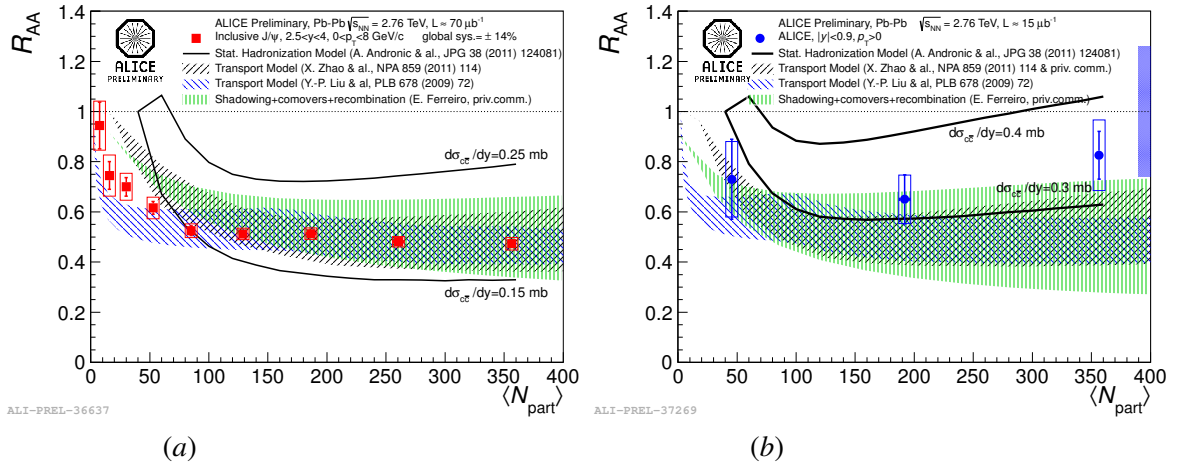 ALICE Preliminary, Pb-Pb √s_NN = 2.76 TeV, L ≈ 70 μb⁻¹
Inclusive J/ψ, 2.5<y<4, 0<p_T<8 GeV/c global sys.= ± 14%
Stat. Hadronization Model (A. Andronic & al., JPG 38 (2011) 124081)
Transport Model (X. Zhao & al., NPA 859 (2011) 114)
Transport Model (Y.-P. Liu & al, PLB 678 (2009) 72)
Shadowing+comovers+recombination (E. Ferreiro, priv.comm.)
ALICE
PRELIMINARY
R_AA
1.4
1.2
1
0.8
0.6
0.4
0.2
0
dσ_cc̄ /dy=0.25 mb
dσ_cc̄ /dy=0.15 mb
0 50 100 150 200 250 300 350 400
⟨N_part⟩
ALI-PREL-36637
(a)
ALICE Preliminary, Pb-Pb √s_NN = 2.76 TeV, L ≈ 15 μb⁻¹
ALICE, |y|<0.9, p_T>0
Stat. Hadronization Model (A. Andronic & al., JPG 38 (2011) 124081)
Transport Model (X. Zhao & al., NPA 859 (2011) 114 & priv. comm.)
Transport Model (Y.-P. Liu & al, PLB 678 (2009) 72)
Shadowing+comovers+recombination (E. Ferreiro, priv.comm.)
ALICE
PRELIMINARY
R_AA
1.4
1.2
1
0.8
0.6
0.4
0.2
0
dσ_cc̄ /dy=0.4 mb
dσ_cc̄ /dy=0.3 mb
0 50 100 150 200 250 300 350 400
⟨N_part⟩
ALI-PREL-37269
(b)